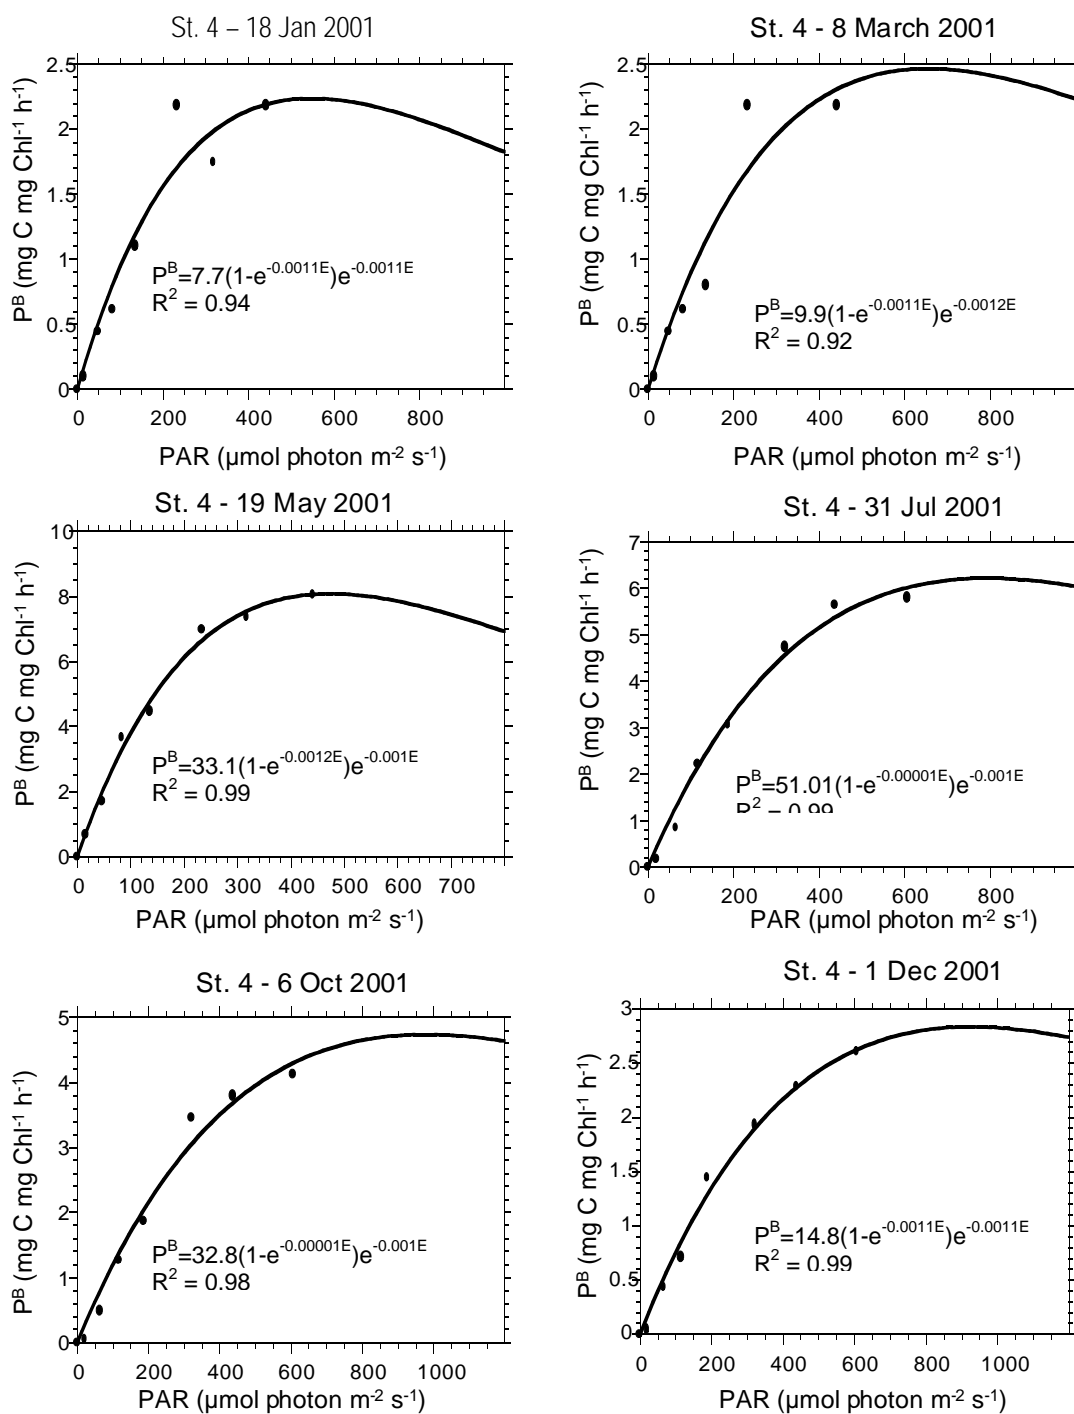 St. 4 – 18 Jan 2001
P^B (mg C mg Chl^-1 h^-1)
2.5
2
1.5
1
0.5
0
P^B=7.7(1-e^-0.0011E)e^-0.0011E
R^2 = 0.94
0 200 400 600 800
PAR (µmol photon m^-2 s^-1)
St. 4 - 8 March 2001
P^B (mg C mg Chl^-1 h^-1)
2.5
2
1.5
1
0.5
0
P^B=9.9(1-e^-0.0011E)e^-0.0012E
R^2 = 0.92
0 200 400 600 800
PAR (µmol photon m^-2 s^-1)
St. 4 - 19 May 2001
P^B (mg C mg Chl^-1 h^-1)
10
8
6
4
2
0
P^B=33.1(1-e^-0.0012E)e^-0.001E
R^2 = 0.99
0 100 200 300 400 500 600 700
PAR (µmol photon m^-2 s^-1)
St. 4 - 31 Jul 2001
P^B (mg C mg Chl^-1 h^-1)
7
6
5
4
3
2
1
0
P^B=51.01(1-e^-0.00001E)e^-0.001E
R^2 = 0.99
0 200 400 600 800
PAR (µmol photon m^-2 s^-1)
St. 4 - 6 Oct 2001
P^B (mg C mg Chl^-1 h^-1)
5
4
3
2
1
0
P^B=32.8(1-e^-0.00001E)e^-0.001E
R^2 = 0.98
0 200 400 600 800 1000
PAR (µmol photon m^-2 s^-1)
St. 4 - 1 Dec 2001
P^B (mg C mg Chl^-1 h^-1)
3
2.5
2
1.5
1
0.5
0
P^B=14.8(1-e^-0.0011E)e^-0.0011E
R^2 = 0.99
0 200 400 600 800 1000
PAR (µmol photon m^-2 s^-1)